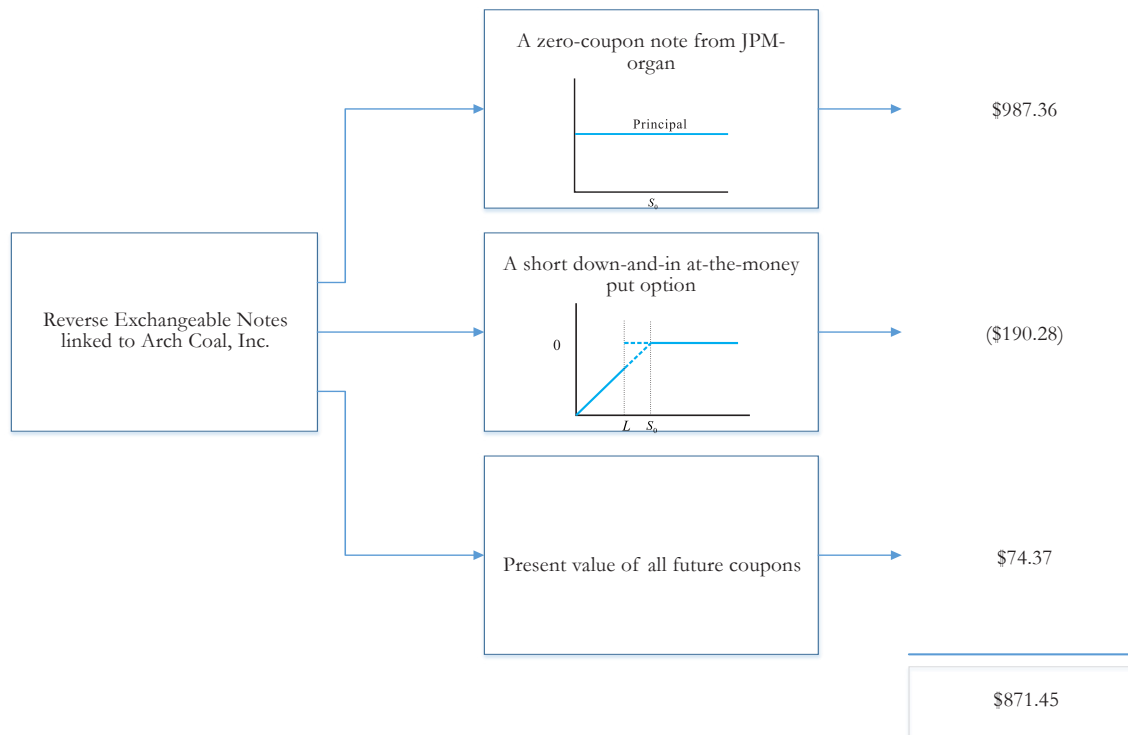 A zero-coupon note from JPM-
organ
Principal
S₀
$987.36
Reverse Exchangeable Notes
linked to Arch Coal, Inc.
A short down-and-in at-the-money
put option
0
L S₀
($190.28)
Present value of all future coupons
$74.37
$871.45